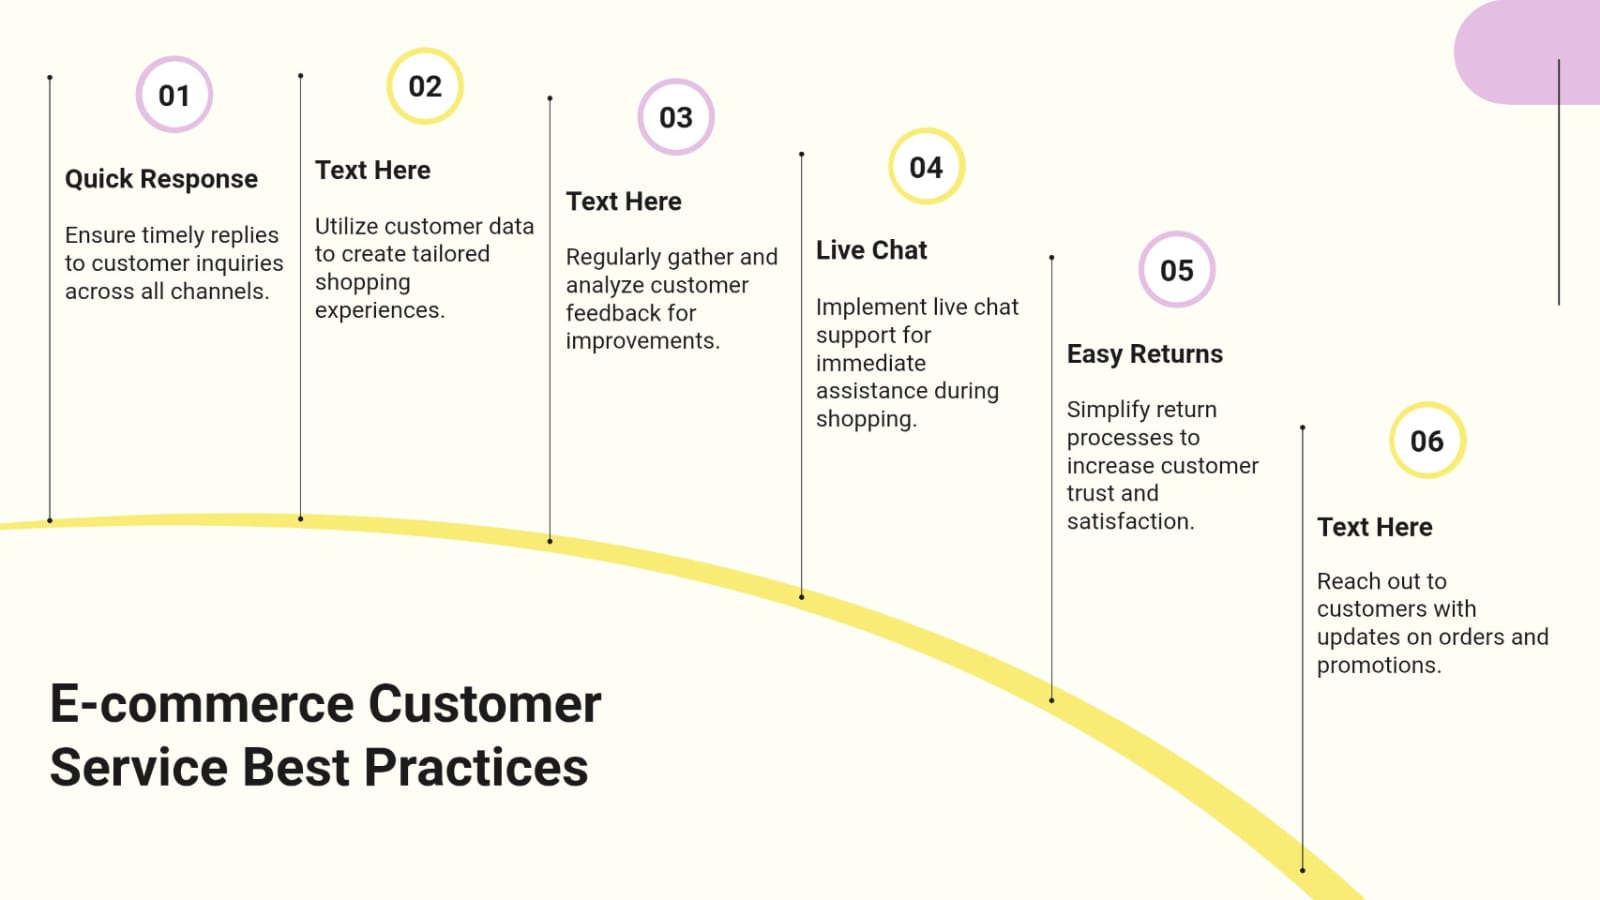 01
Quick Response
Ensure timely replies
to customer inquiries
across all channels.
02
Text Here
Utilize customer data
to create tailored
shopping
experiences.
03
Text Here
Regularly gather and
analyze customer
feedback for
improvements.
04
Live Chat
Implement live chat
support for
immediate
assistance during
shopping.
05
Easy Returns
Simplify return
processes to
increase customer
trust and
satisfaction.
06
Text Here
Reach out to
customers with
updates on orders and
promotions.
E-commerce Customer
Service Best Practices